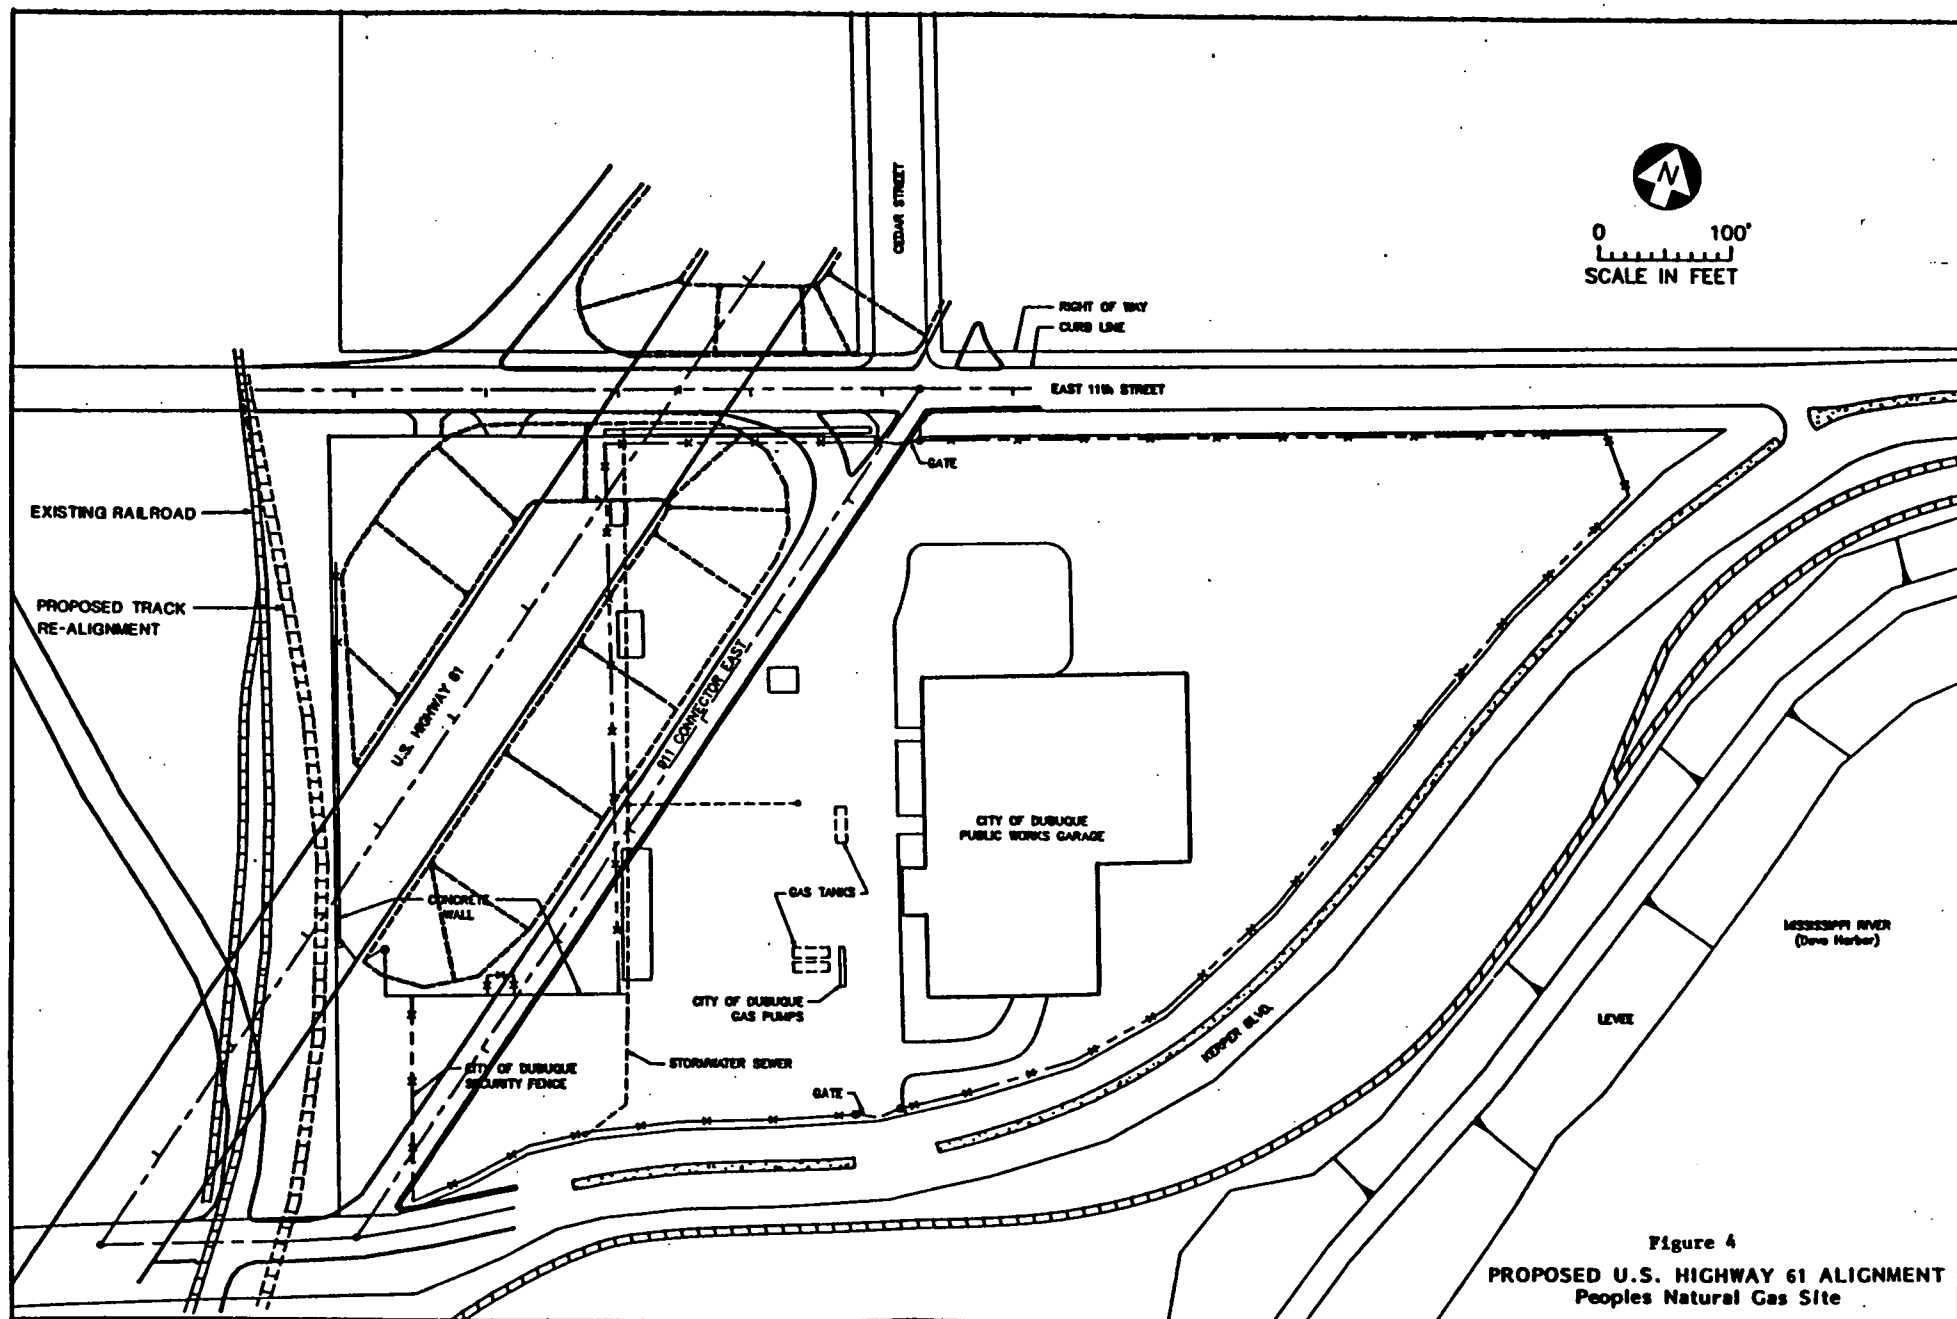 CEDAR STREET
N
0 100'
SCALE IN FEET
RIGHT OF WAY
CURB LINE
EAST 11th STREET
GATE
EXISTING RAILROAD
PROPOSED TRACK
RE-ALIGNMENT
U.S. HIGHWAY 61
911 CONNECTOR EAST
CITY OF DUBUQUE
PUBLIC WORKS GARAGE
GAS TANKS
CONCRETE
WALL
CITY OF DUBUQUE
GAS PUMPS
MISSISSIPPI RIVER
(Dove Harbor)
LEVEE
KERPER BLVD.
STORMWATER SEWER
CITY OF DUBUQUE
SECURITY FENCE
GATE
Figure 4
PROPOSED U.S. HIGHWAY 61 ALIGNMENT
Peoples Natural Gas Site